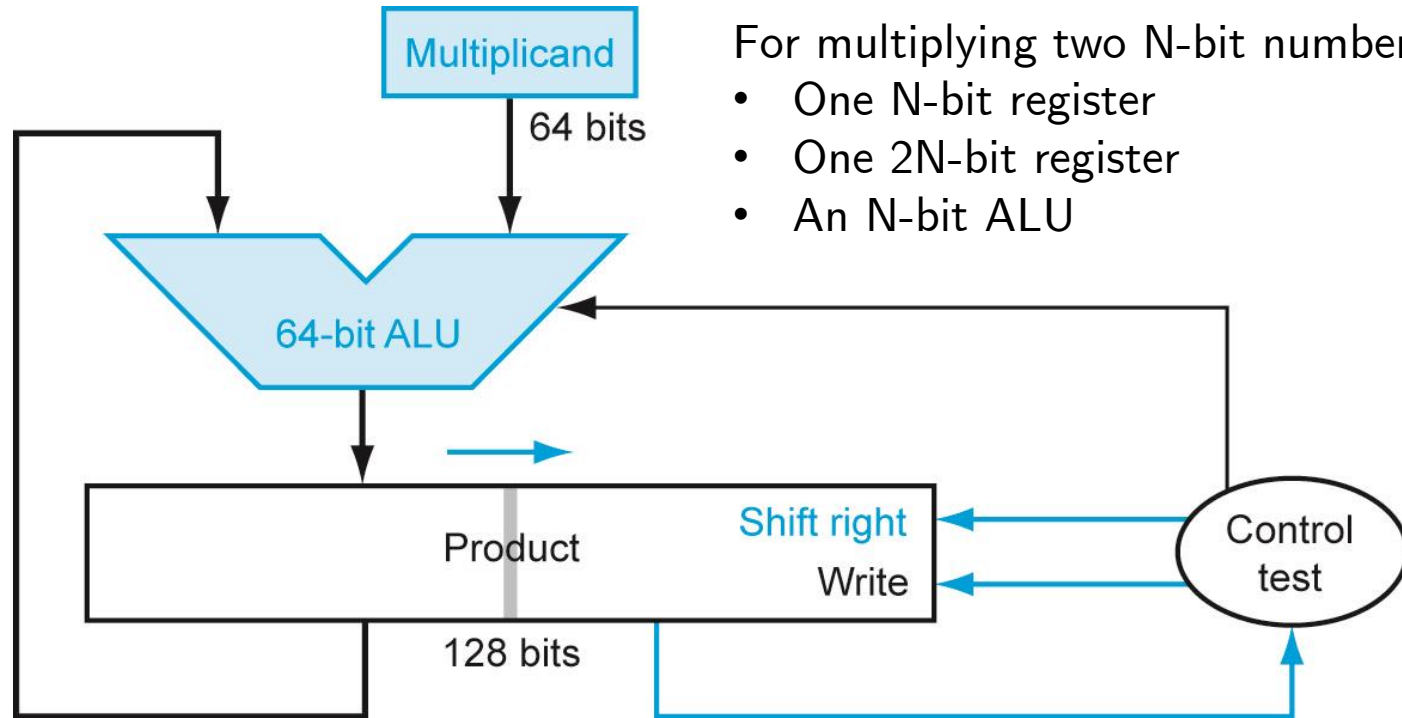 Multiplicand
For multiplying two N-bit number
• One N-bit register
64 bits
• One 2N-bit register
• An N-bit ALU
64-bit ALU
Shift right
Product
Write
Control
test
128 bits